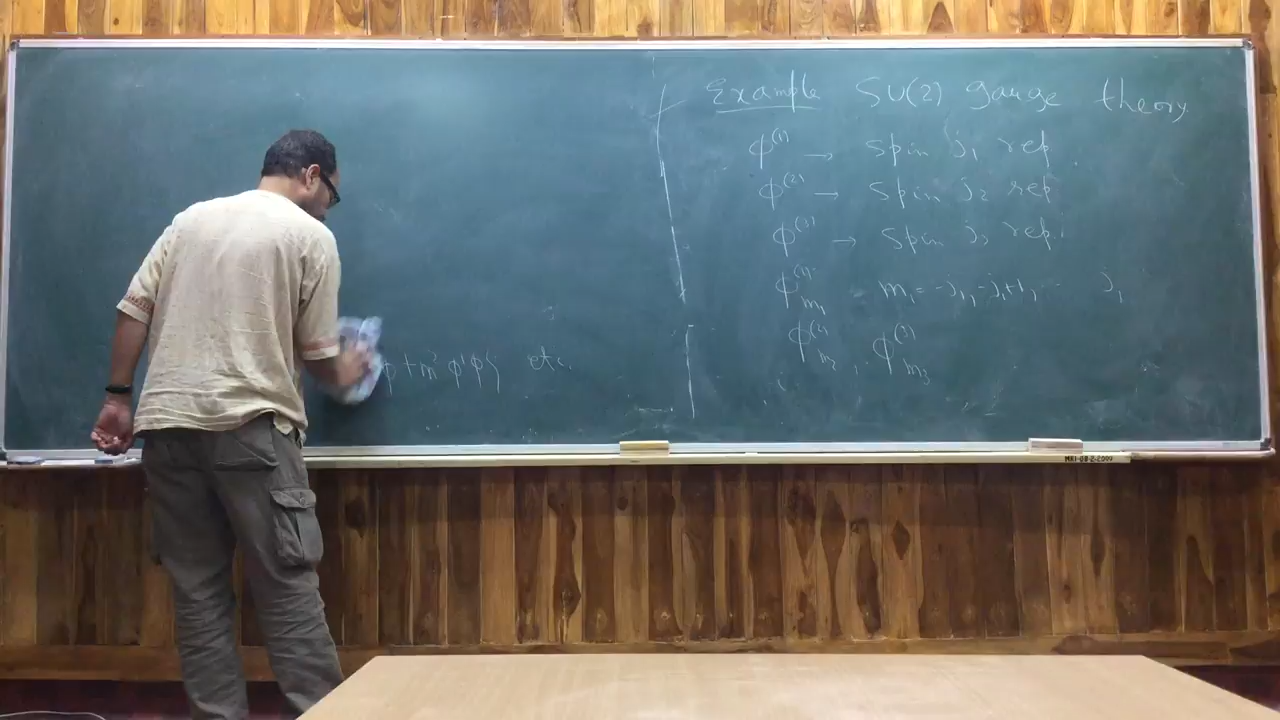 φ + m² φ†φ} etc.
Example SU(2) gauge theory
φ⁽¹⁾ → spin j₁ rep.
φ⁽²⁾ → spin j₂ rep
φ⁽³⁾ → spin j₃ rep.
φ⁽¹⁾ₘ₁ m₁ = -j₁, -j₁+1, ... j₁
φ⁽²⁾ₘ₂, φ⁽³⁾ₘ₃